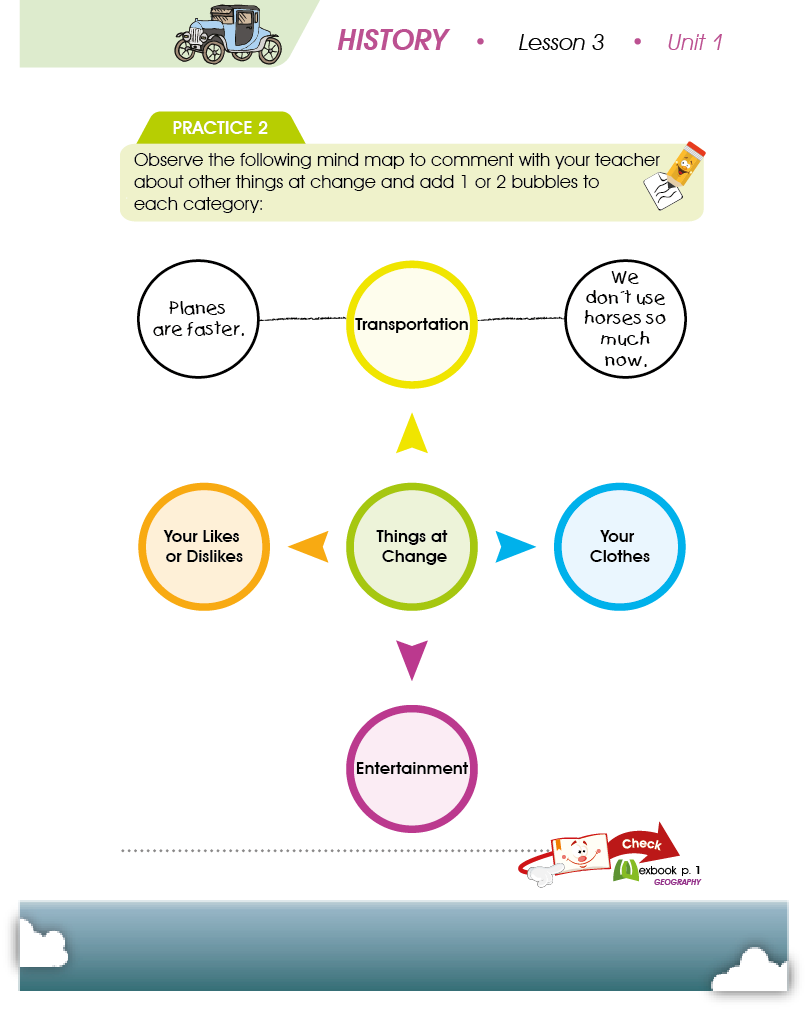 HISTORY • Lesson 3 • Unit 1
PRACTICE 2
Observe the following mind map to comment with your teacher
about other things at change and add 1 or 2 bubbles to
each category:
Planes
are faster.
Transportation
We
don´t use
horses so
much
now.
Your Likes
or Dislikes
Things at
Change
Your
Clothes
Entertainment
Check
exbook p. 1
GEOGRAPHY